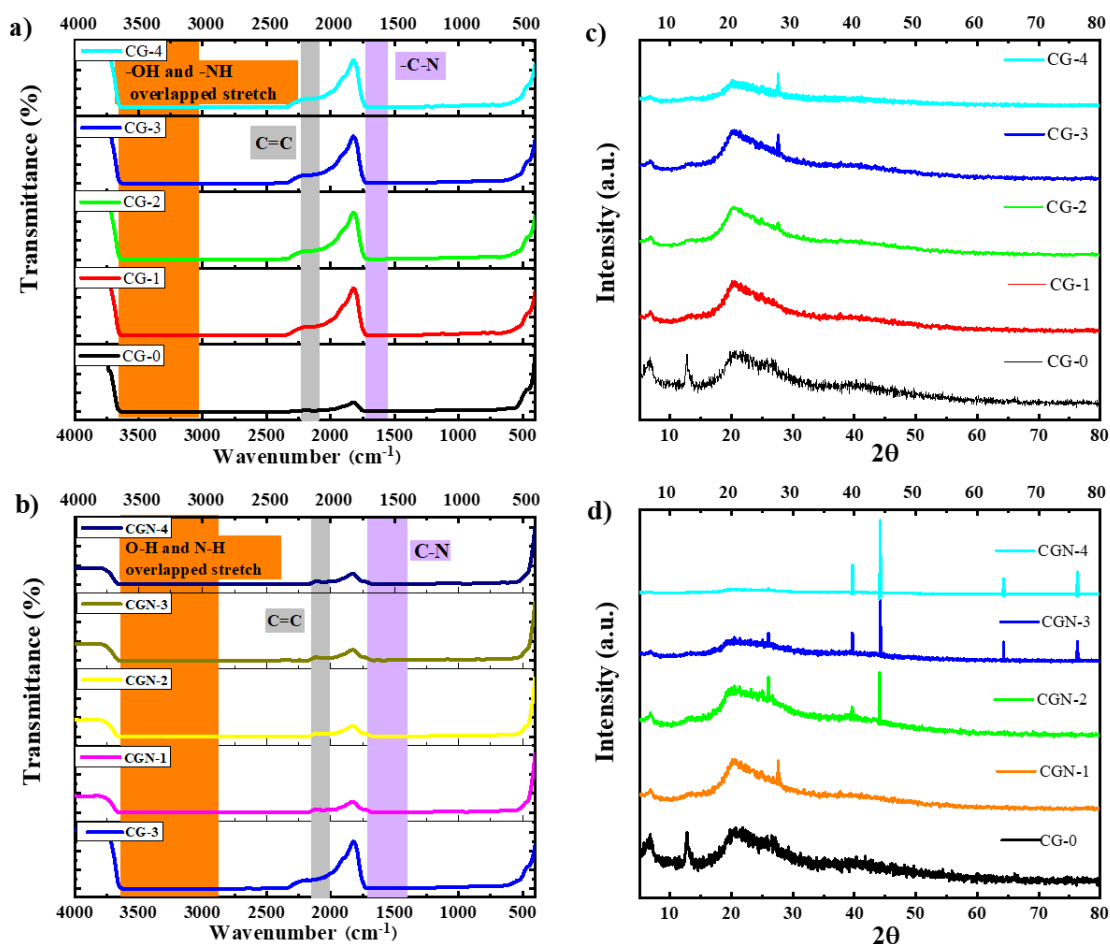 a)
4000 3500 3000 2500 2000 1500 1000 500
CG-4
-OH and -NH
overlapped stretch
-C-N
CG-3
C=C
CG-2
CG-1
CG-0
Transmittance (%)
4000 3500 3000 2500 2000 1500 1000 500
Wavenumber (cm-1)
c)
10 20 30 40 50 60 70 80
CG-4
CG-3
CG-2
CG-1
CG-0
Intensity (a.u.)
10 20 30 40 50 60 70 80
2θ
b)
4000 3500 3000 2500 2000 1500 1000 500
CGN-4
O-H and N-H
overlapped stretch
C-N
CGN-3
C=C
CGN-2
CGN-1
CG-3
Transmittance (%)
4000 3500 3000 2500 2000 1500 1000 500
Wavenumber (cm-1)
d)
10 20 30 40 50 60 70 80
CGN-4
CGN-3
CGN-2
CGN-1
CG-0
Intensity (a.u.)
10 20 30 40 50 60 70 80
2θ